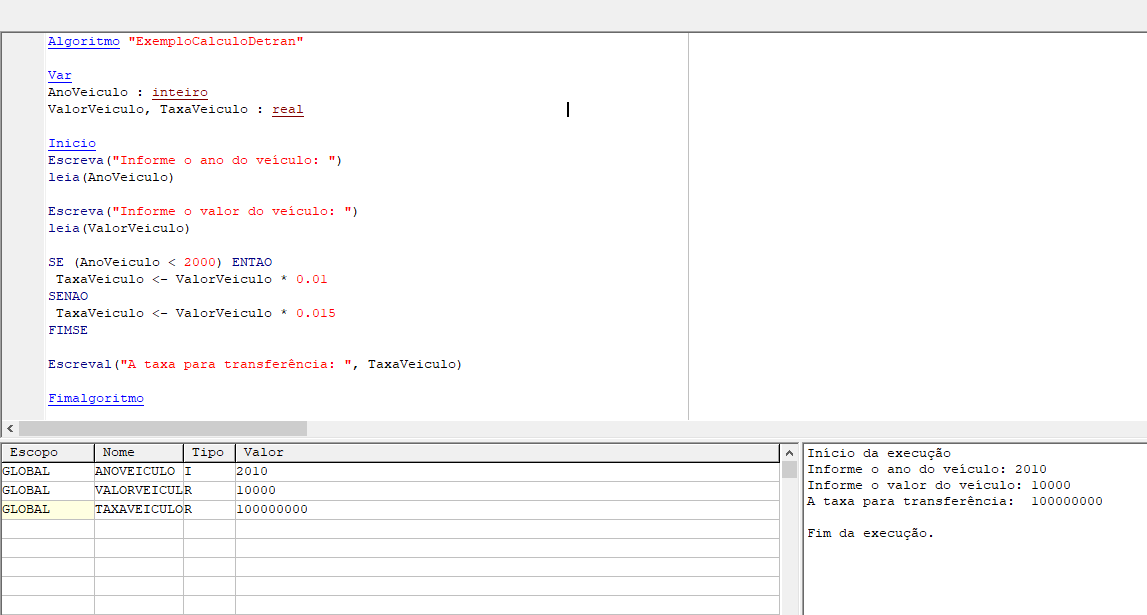 Algoritmo "ExemploCalculoDetran"
Var
AnoVeiculo : inteiro
ValorVeiculo, TaxaVeiculo : real
Inicio
Escreva("Informe o ano do veículo: ")
leia(AnoVeiculo)
Escreva("Informe o valor do veículo: ")
leia(ValorVeiculo)
SE (AnoVeiculo < 2000) ENTAO
TaxaVeiculo <- ValorVeiculo * 0.01
SENAO
TaxaVeiculo <- ValorVeiculo * 0.015
FIMSE
Escreval("A taxa para transferência: ", TaxaVeiculo)
Fimalgoritmo
Escopo Nome Tipo Valor
GLOBAL ANOVEICULO I 2010
GLOBAL VALORVEICUL R 10000
GLOBAL TAXAVEICULO R 100000000
Início da execução
Informe o ano do veículo: 2010
Informe o valor do veículo: 10000
A taxa para transferência: 100000000
Fim da execução.